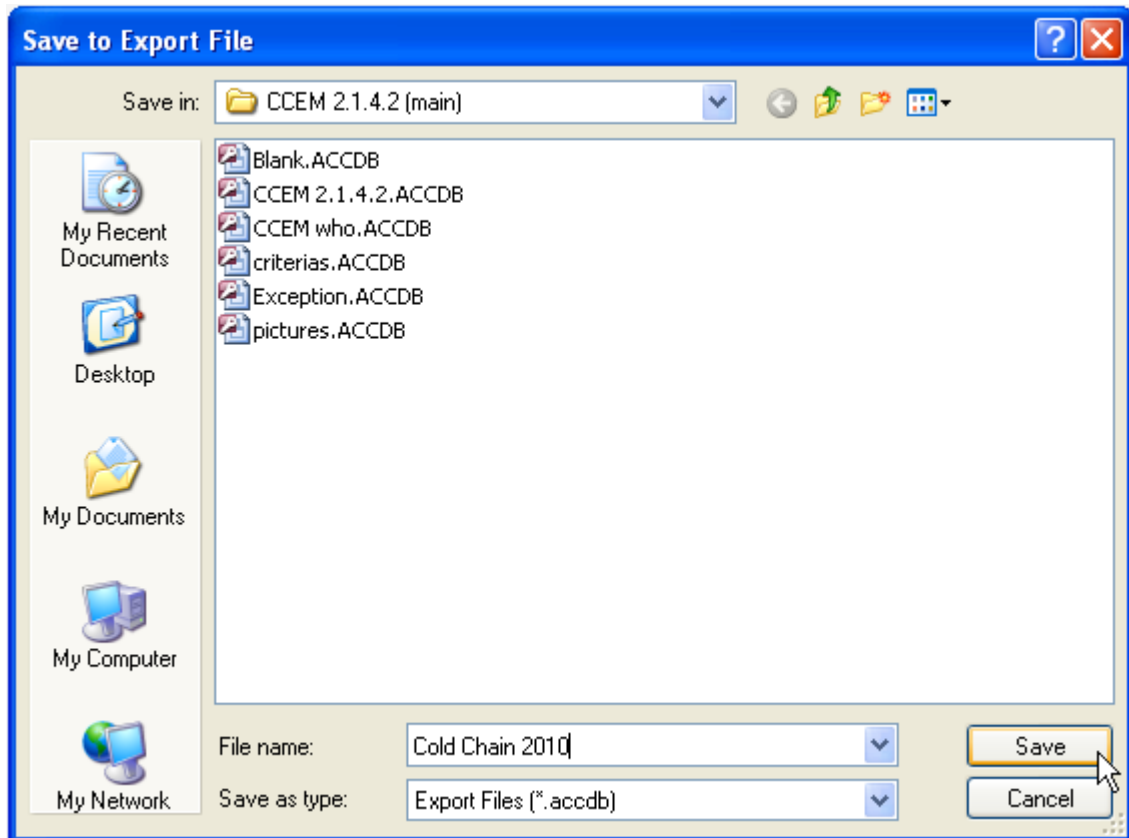 Save to Export File
?
Save in:
CCEM 2.1.4.2 (main)
My Recent
Documents
Desktop
My Documents
My Computer
My Network
Blank.ACCDB
CCEM 2.1.4.2.ACCDB
CCEM who.ACCDB
criterias.ACCDB
Exception.ACCDB
pictures.ACCDB
File name:
Cold Chain 2010
Save
Save as type:
Export Files (*.accdb)
Cancel